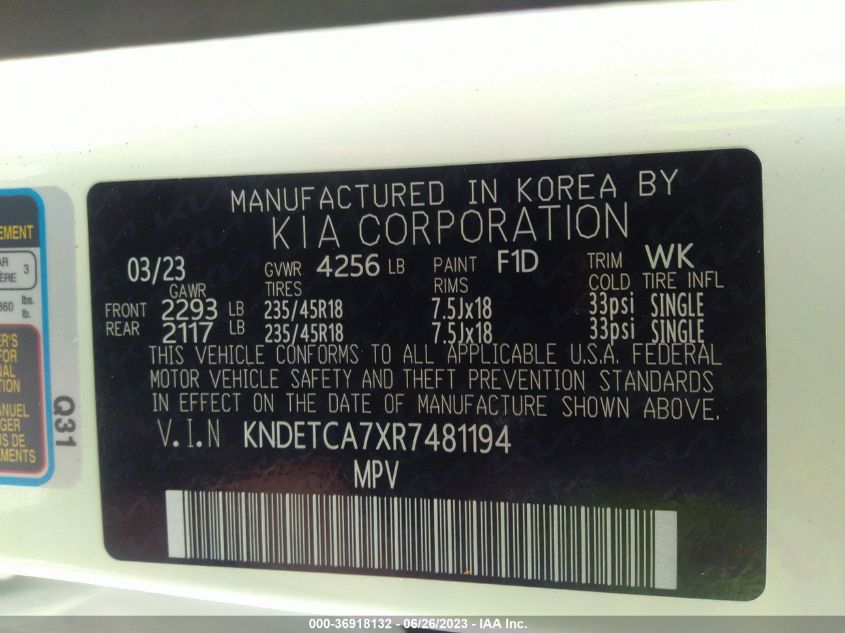 MANUFACTURED IN KOREA BY
KIA CORPORATION
03/23 GVWR 4256 LB PAINT F1D TRIM WK
GAWR TIRES RIMS COLD TIRE INFL
FRONT 2293 LB 235/45R18 7.5Jx18 33psi SINGLE
REAR 2117 LB 235/45R18 7.5Jx18 33psi SINGLE
THIS VEHICLE CONFORMS TO ALL APPLICABLE U.S.A. FEDERAL
MOTOR VEHICLE SAFETY AND THEFT PREVENTION STANDARDS
IN EFFECT ON THE DATE OF MANUFACTURE SHOWN ABOVE.
V.I.N KNDETCA7XR7481194
MPV
3
lbs.
kg
Q31
000-36918132 - 06/26/2023 - IAA Inc.